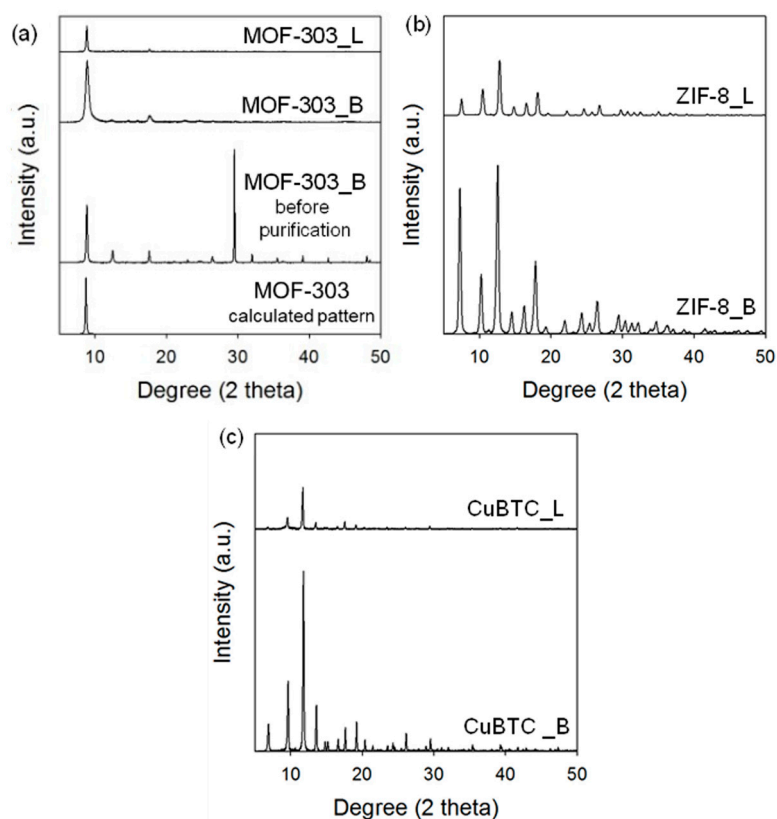 (a)
MOF-303_L
MOF-303_B
MOF-303_B
before
purification
MOF-303
calculated pattern
Intensity (a.u.)
10 20 30 40 50
Degree (2 theta)
(b)
ZIF-8_L
ZIF-8_B
Intensity (a.u.)
10 20 30 40 50
Degree (2 theta)
(c)
CuBTC_L
CuBTC _B
Intensity (a.u.)
10 20 30 40 50
Degree (2 theta)